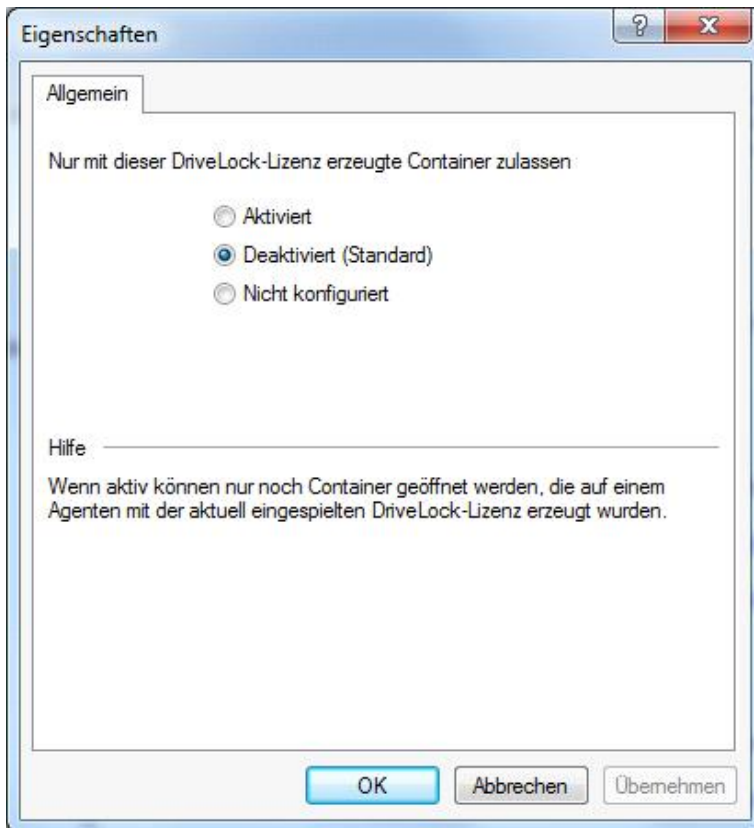 Eigenschaften
?
X
Allgemein
Nur mit dieser DriveLock-Lizenz erzeugte Container zulassen
Aktiviert
Deaktiviert (Standard)
Nicht konfiguriert
Hilfe
Wenn aktiv können nur noch Container geöffnet werden, die auf einem
Agenten mit der aktuell eingespielten DriveLock-Lizenz erzeugt wurden.
OK
Abbrechen
Übernehmen